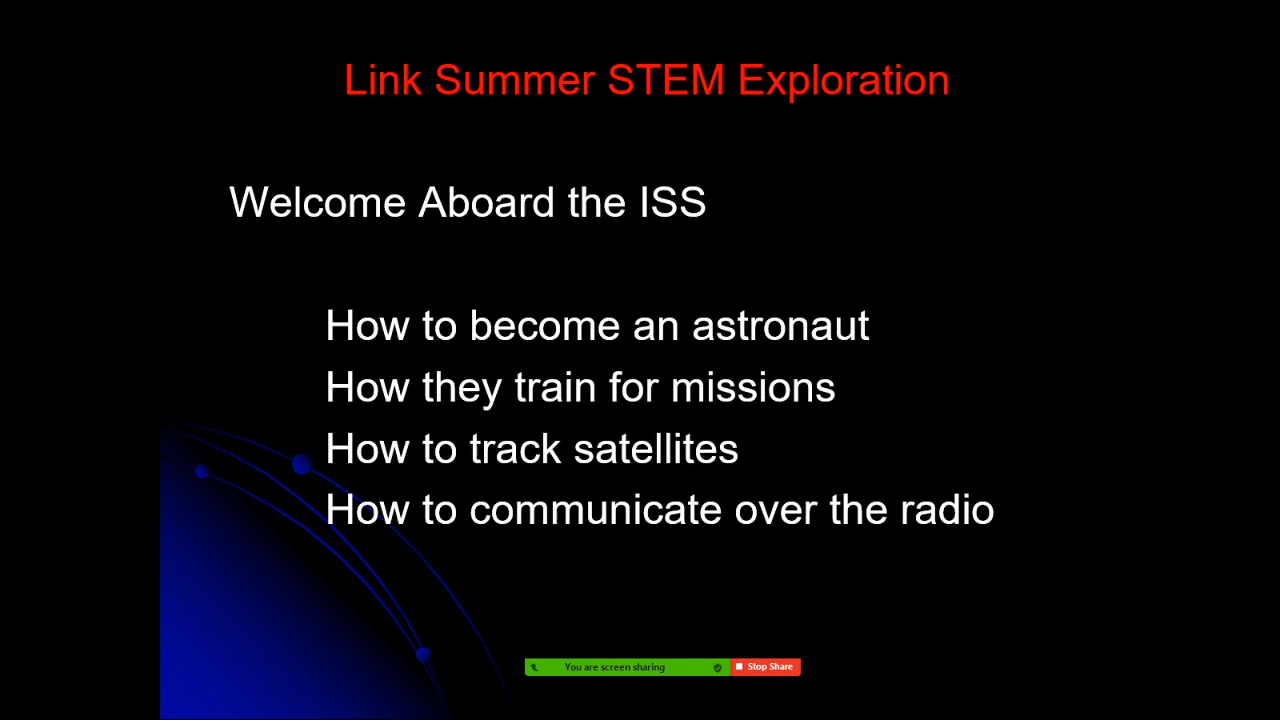 Link Summer STEM Exploration
Welcome Aboard the ISS
How to become an astronaut
How they train for missions
How to track satellites
How to communicate over the radio
You are screen sharing
Stop Share